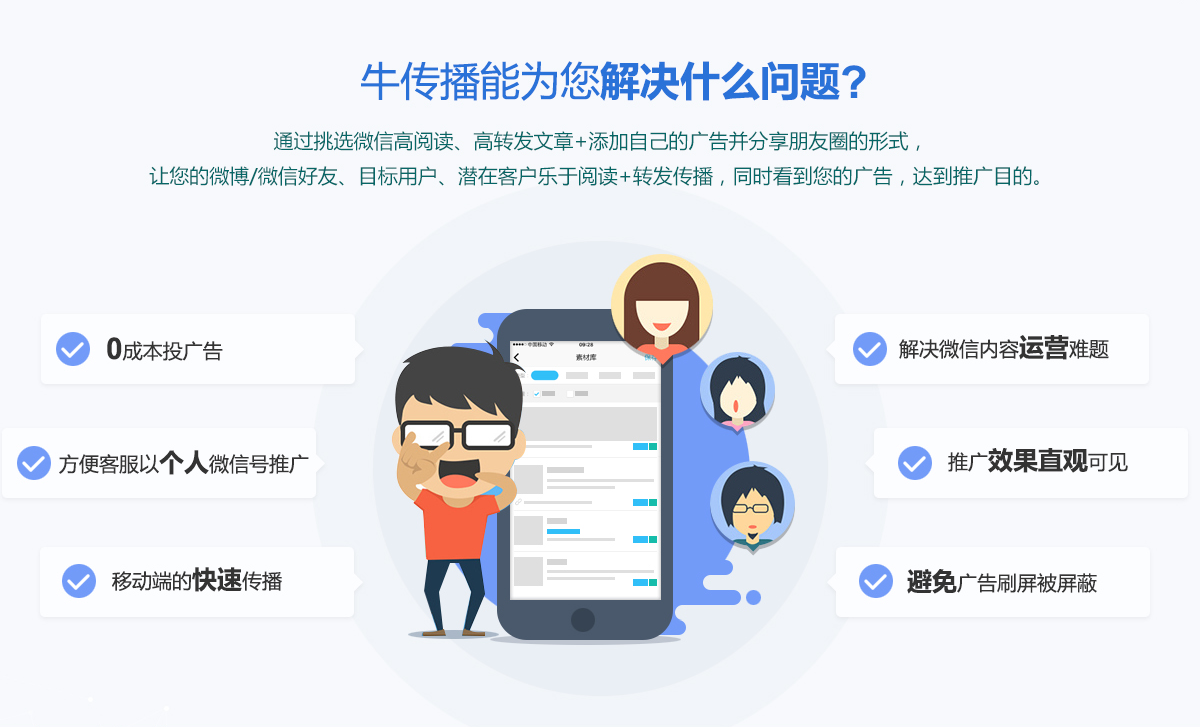 牛传播能为您解决什么问题?
通过挑选微信高阅读、高转发文章+添加自己的广告并分享朋友圈的形式，
让您的微博/微信好友、目标用户、潜在客户乐于阅读+转发传播，同时看到您的广告，达到推广目的。
0成本投广告
解决微信内容运营难题
方便客服以个人微信号推广
推广效果直观可见
移动端的快速传播
避免广告刷屏被屏蔽
中国移动
09:28
素材库